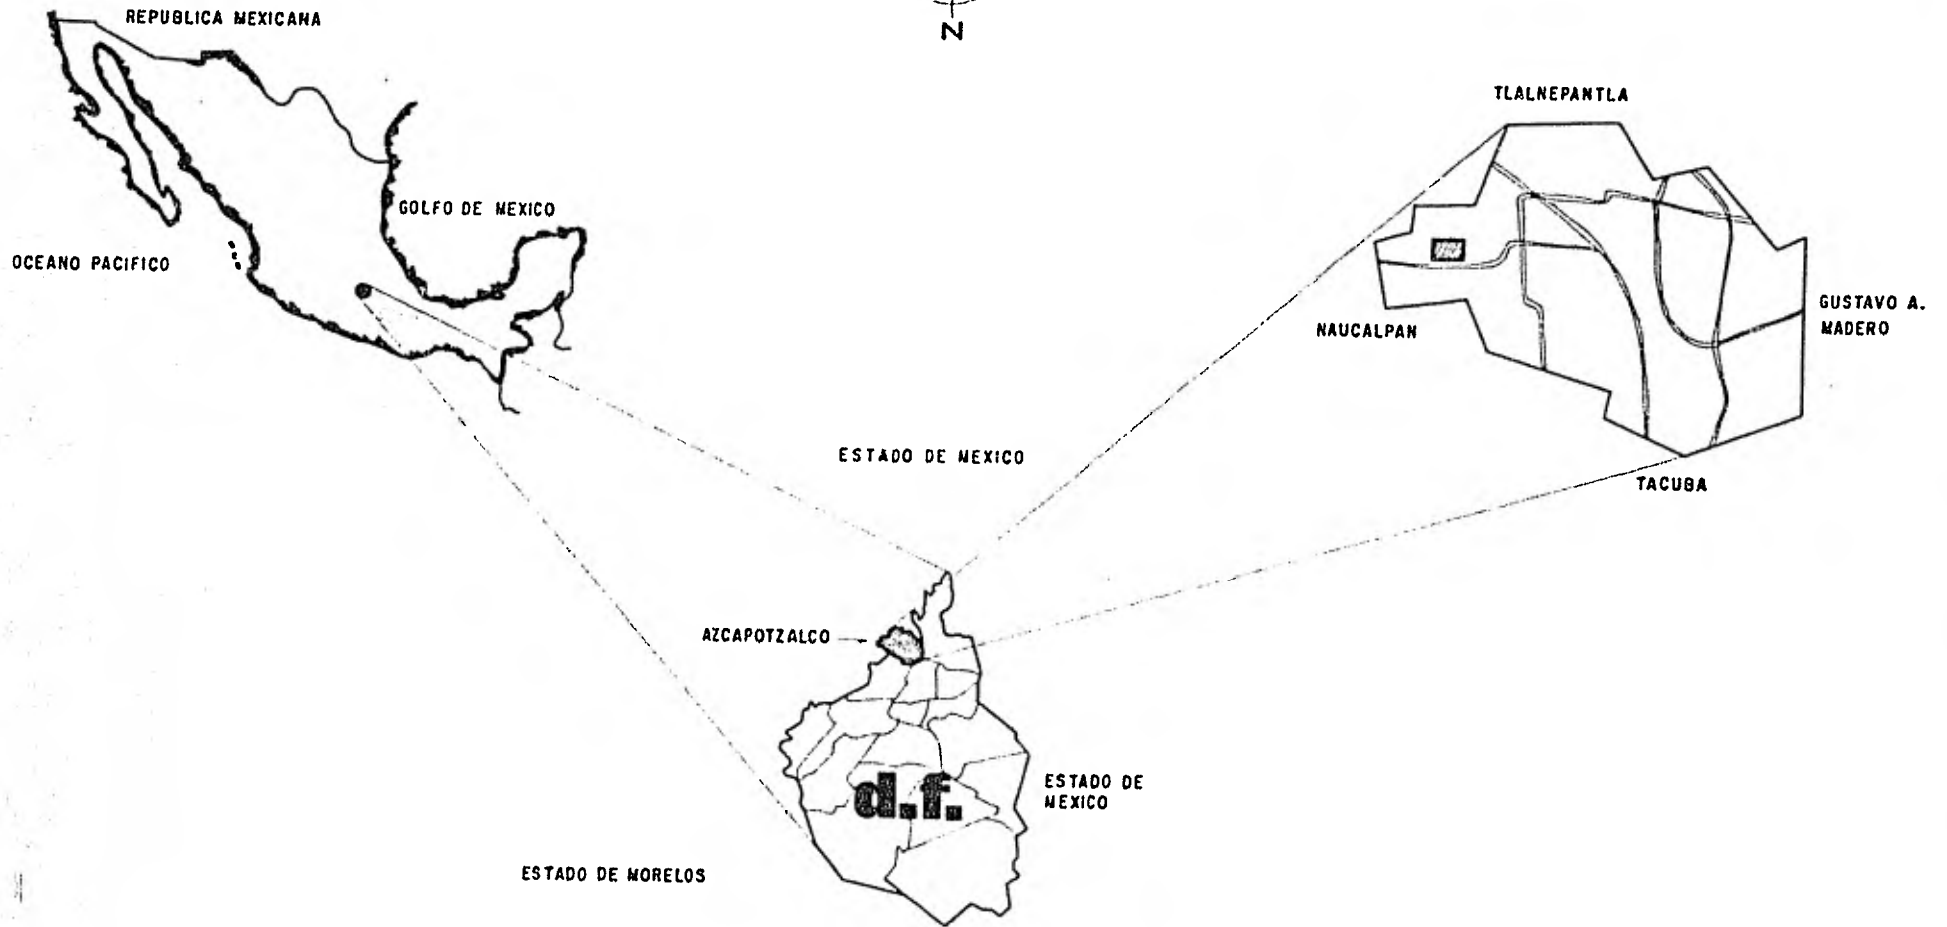 REPUBLICA MEXICANA
N
TLALNEPANTLA
GOLFO DE MEXICO
OCEANO PACIFICO
GUSTAVO A.
MADERO
NAUCALPAN
ESTADO DE MEXICO
TACUBA
AZCAPOTZALCO
d.f.
ESTADO DE
MEXICO
ESTADO DE MORELOS